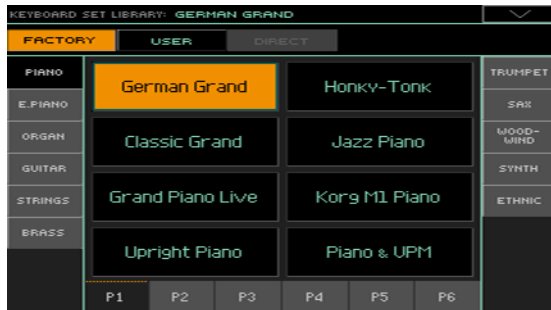 KEYBOARD SET LIBRARY: GERMAN GRAND
FACTORY USER DIRECT
PIANO
E.PIANO
ORGAN
GUITAR
STRINGS
BRASS
German Grand Honky-Tonk
Classic Grand Jazz Piano
Grand Piano Live Korg M1 Piano
Upright Piano Piano & UPM
TRUMPET
SAX
WOOD-
WIND
SYNTH
ETHNIC
P1 P2 P3 P4 P5 P6